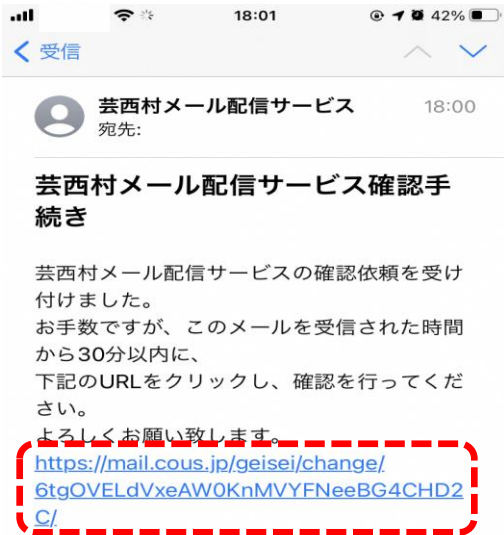 18:01
42%
受信
芸西村メール配信サービス
18:00
宛先:
芸西村メール配信サービス確認手
続き
芸西村メール配信サービスの確認依頼を受け
付けました。
お手数ですが、このメールを受信された時間
から30分以内に、
下記のURLをクリックし、確認を行ってくだ
さい。
よろしくお願い致します。
https://mail.cous.jp/geisei/change/
6tgOVELdVxeAW0KnMVYFNeeBG4CHD2
C/